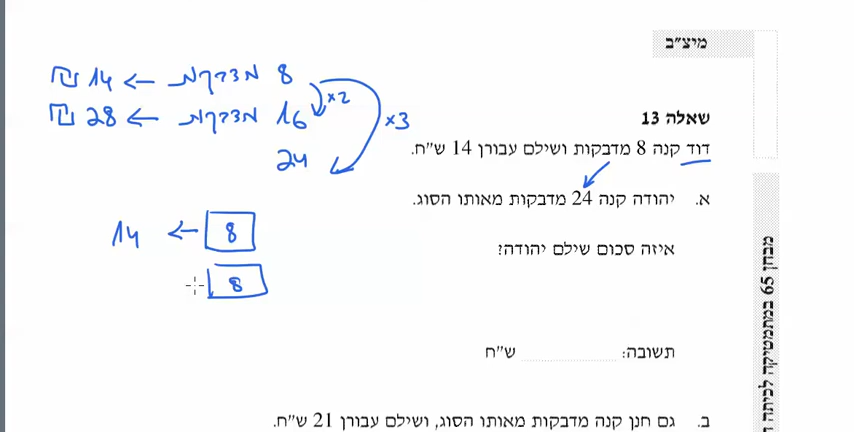 מיצ"ב
שאלה 13
דוד קנה 8 מדבקות ושילם עבורן 14 ש"ח.
א. יהודה קנה 24 מדבקות מאותו הסוג.
איזה סכום שילם יהודה?
תשובה: ש"ח
ב. גם חנן קנה מדבקות מאותו הסוג, ושילם עבורן 21 ש"ח.
8 מדבקות ← 14 ₪
16 מדבקות ← 28 ₪
×2
×3
24
8 ← 14
8
מבחן 65 במתמטיקה לכיתה